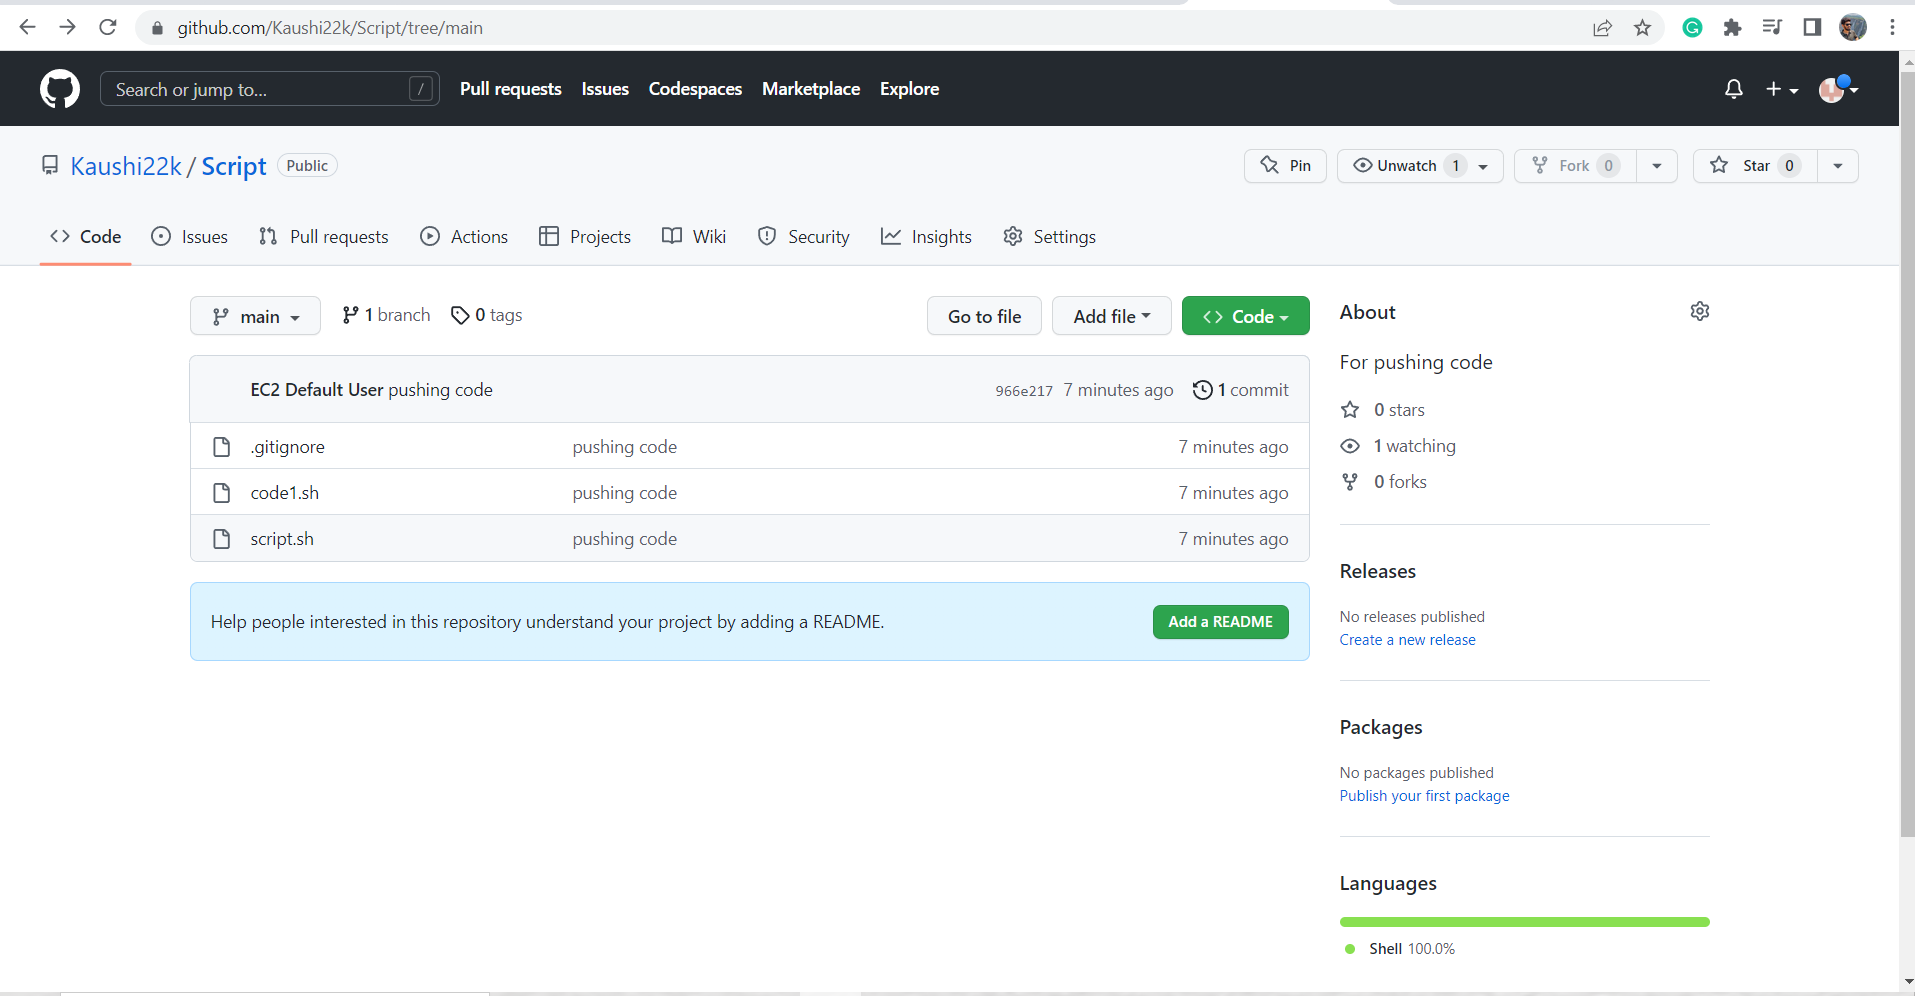 github.com/Kaushi22k/Script/tree/main
Search or jump to... /
Pull requests Issues Codespaces Marketplace Explore
Kaushi22k / Script Public
Pin Unwatch 1 Fork 0 Star 0
Code Issues Pull requests Actions Projects Wiki Security Insights Settings
main 1 branch 0 tags Go to file Add file Code
EC2 Default User pushing code 966e217 7 minutes ago 1 commit
.gitignore pushing code 7 minutes ago
code1.sh pushing code 7 minutes ago
script.sh pushing code 7 minutes ago
Help people interested in this repository understand your project by adding a README. Add a README
About
For pushing code
0 stars
1 watching
0 forks
Releases
No releases published
Create a new release
Packages
No packages published
Publish your first package
Languages
Shell 100.0%